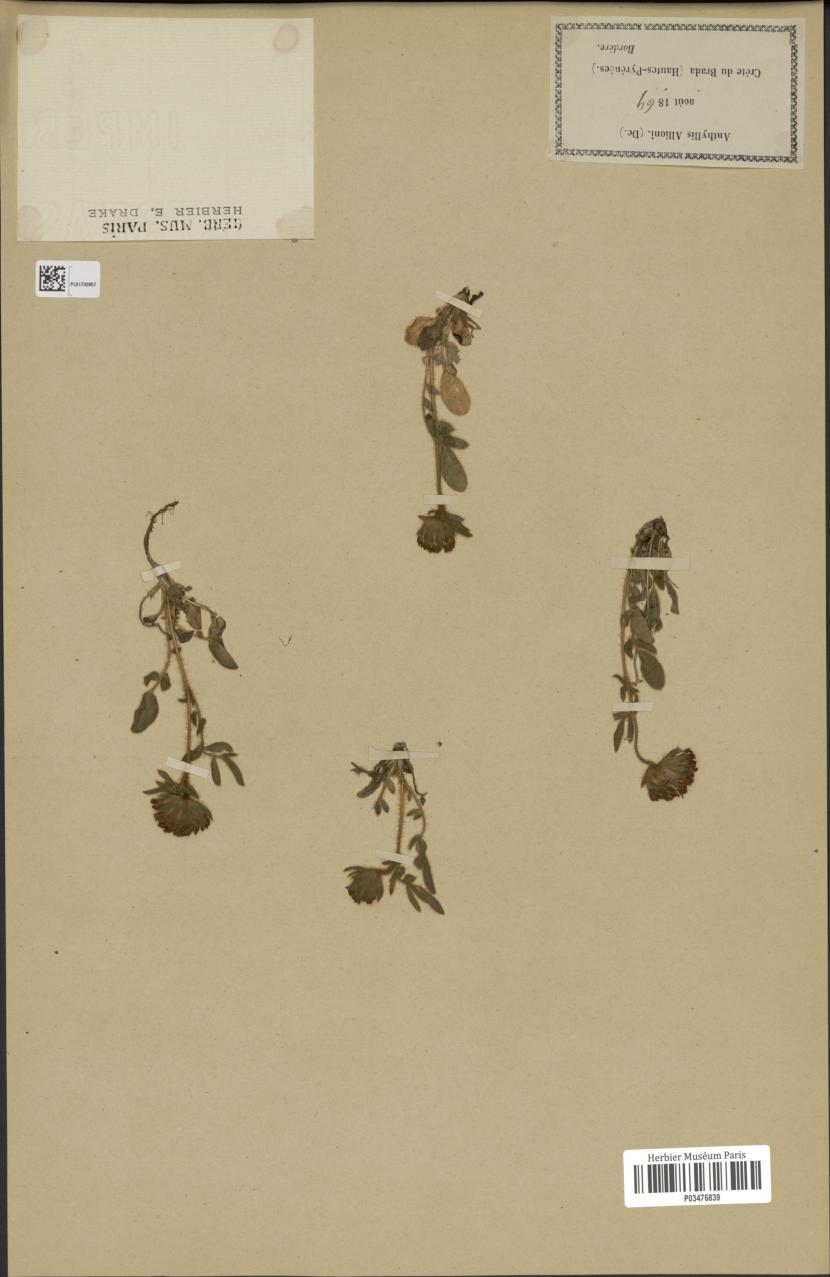 HERB. MUS. PARIS
HERBIER E. DRAKE
Anthyllis Allioni. (Dc.)
août 1869
Crête du Brada (Hautes-Pyrénées.)
Bordère.
Herbier Muséum Paris
P03476839